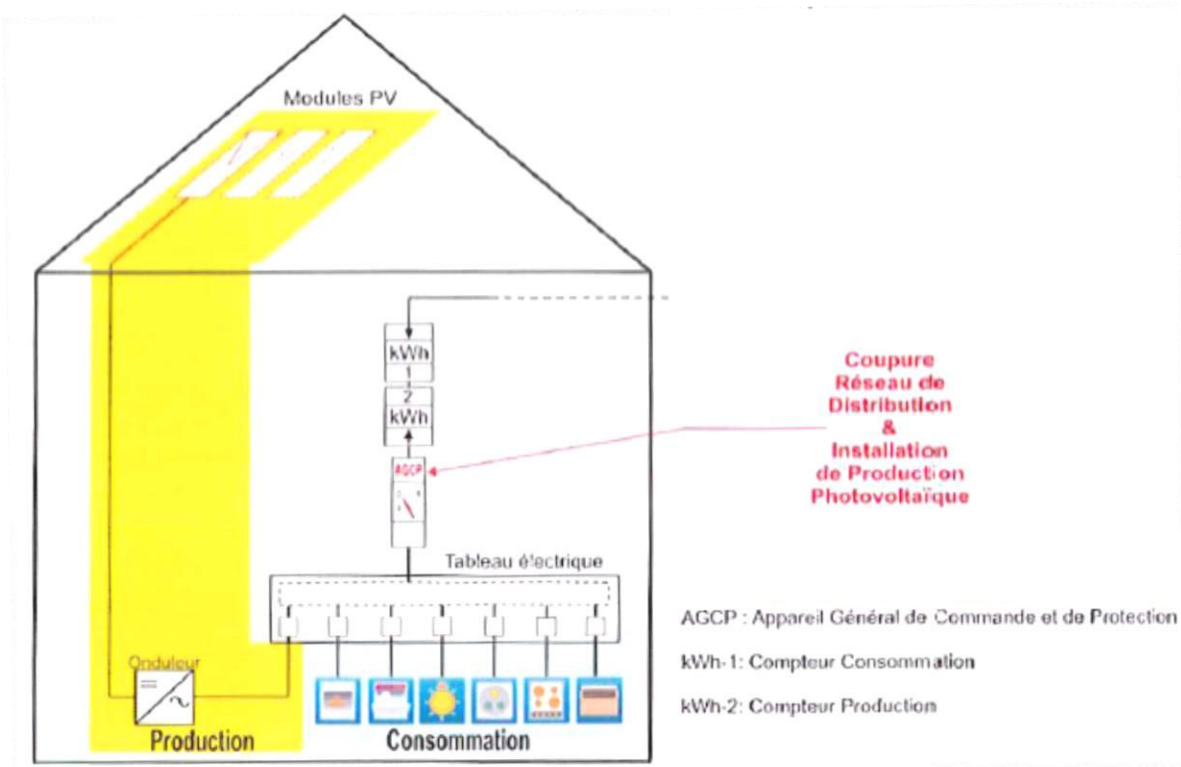 Modules PV
kWh
1
2
kWh
AGCP
Coupure
Réseau de
Distribution
&
Installation
de Production
Photovoltaïque
Tableau électrique
AGCP : Appareil Général de Commande et de Protection
kWh-1: Compteur Consommation
kWh-2: Compteur Production
Onduleur
Production
Consommation